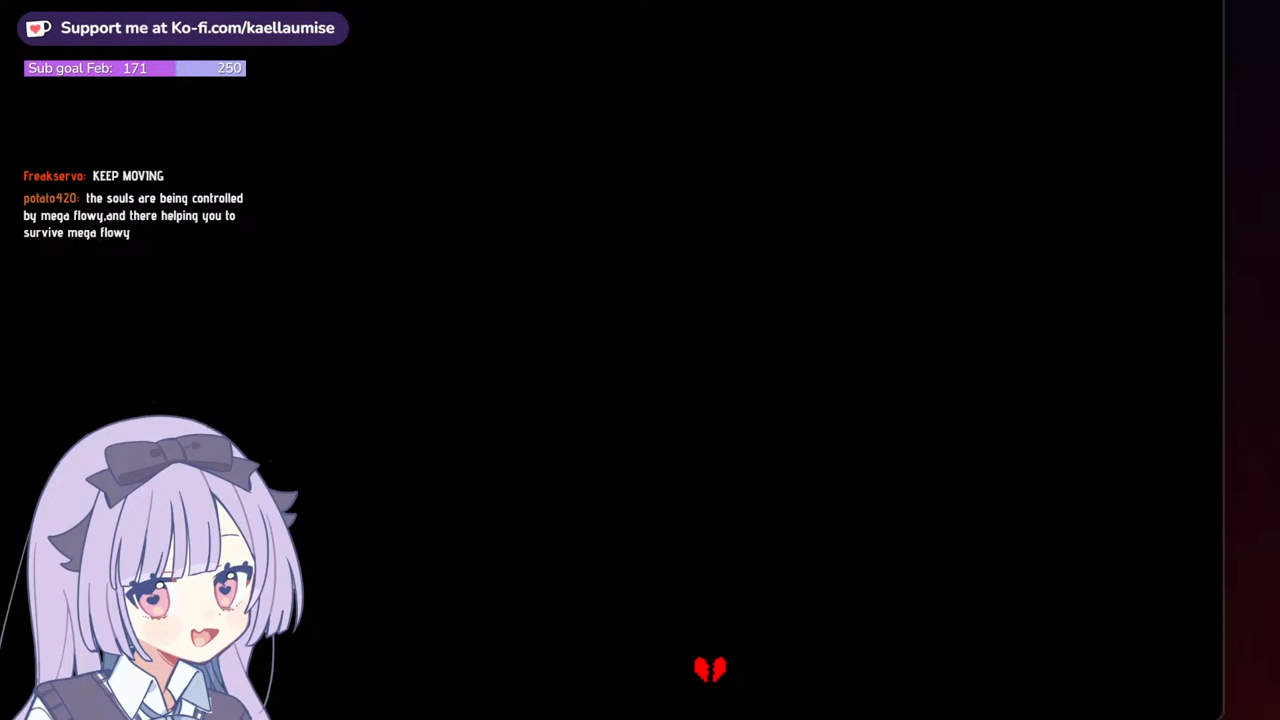 Support me at Ko-fi.com/kaellaumise
Sub goal Feb: 171 250
Freakservo: KEEP MOVING
potato420: the souls are being controlled
by mega flowy,and there helping you to
survive mega flowy